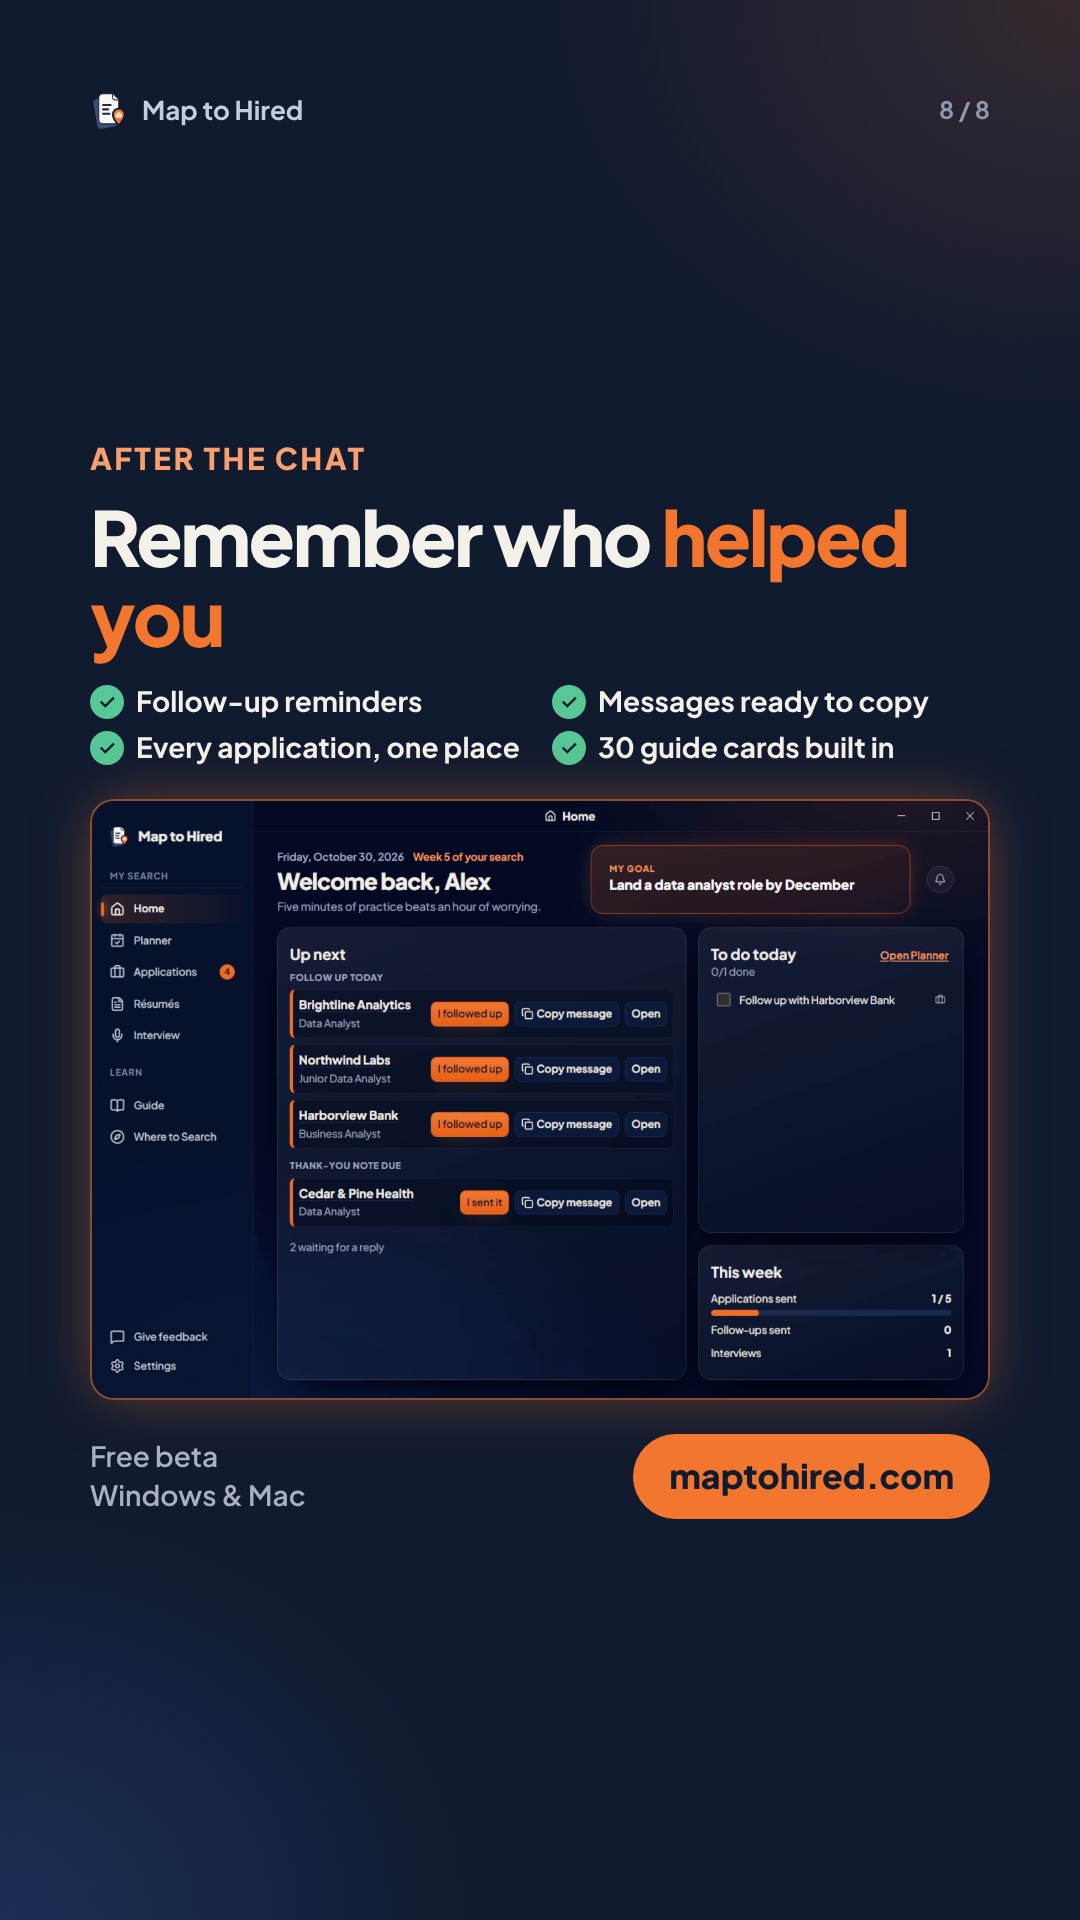 Map to Hired
8 / 8
AFTER THE CHAT
Remember who helped
you
Follow-up reminders
Messages ready to copy
Every application, one place
30 guide cards built in
Map to Hired
Home
MY SEARCH
Home
Planner
Applications 4
Résumés
Interview
LEARN
Guide
Where to Search
Give feedback
Settings
Friday, October 30, 2026 Week 5 of your search
Welcome back, Alex
Five minutes of practice beats an hour of worrying.
MY GOAL
Land a data analyst role by December
Up next
FOLLOW UP TODAY
Brightline Analytics
Data Analyst
I followed up Copy message Open
Northwind Labs
Junior Data Analyst
I followed up Copy message Open
Harborview Bank
Business Analyst
I followed up Copy message Open
THANK-YOU NOTE DUE
Cedar & Pine Health
Data Analyst
I sent it Copy message Open
2 waiting for a reply
To do today Open Planner
0/1 done
Follow up with Harborview Bank
This week
Applications sent 1 / 5
Follow-ups sent 0
Interviews 1
Free beta
Windows & Mac
maptohired.com